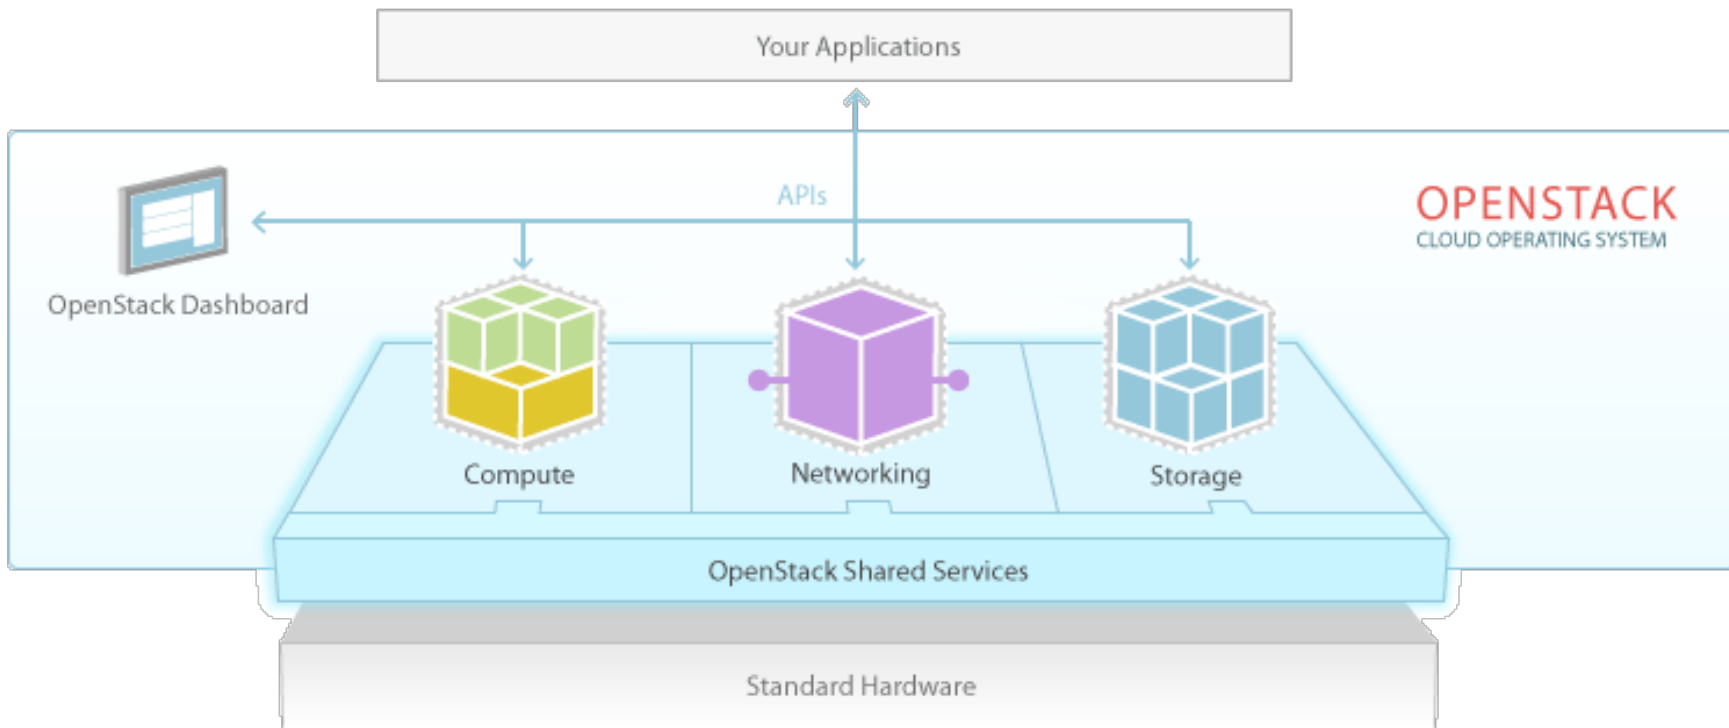 Your Applications
APIs
OPENSTACK
CLOUD OPERATING SYSTEM
OpenStack Dashboard
Compute
Networking
Storage
OpenStack Shared Services
Standard Hardware